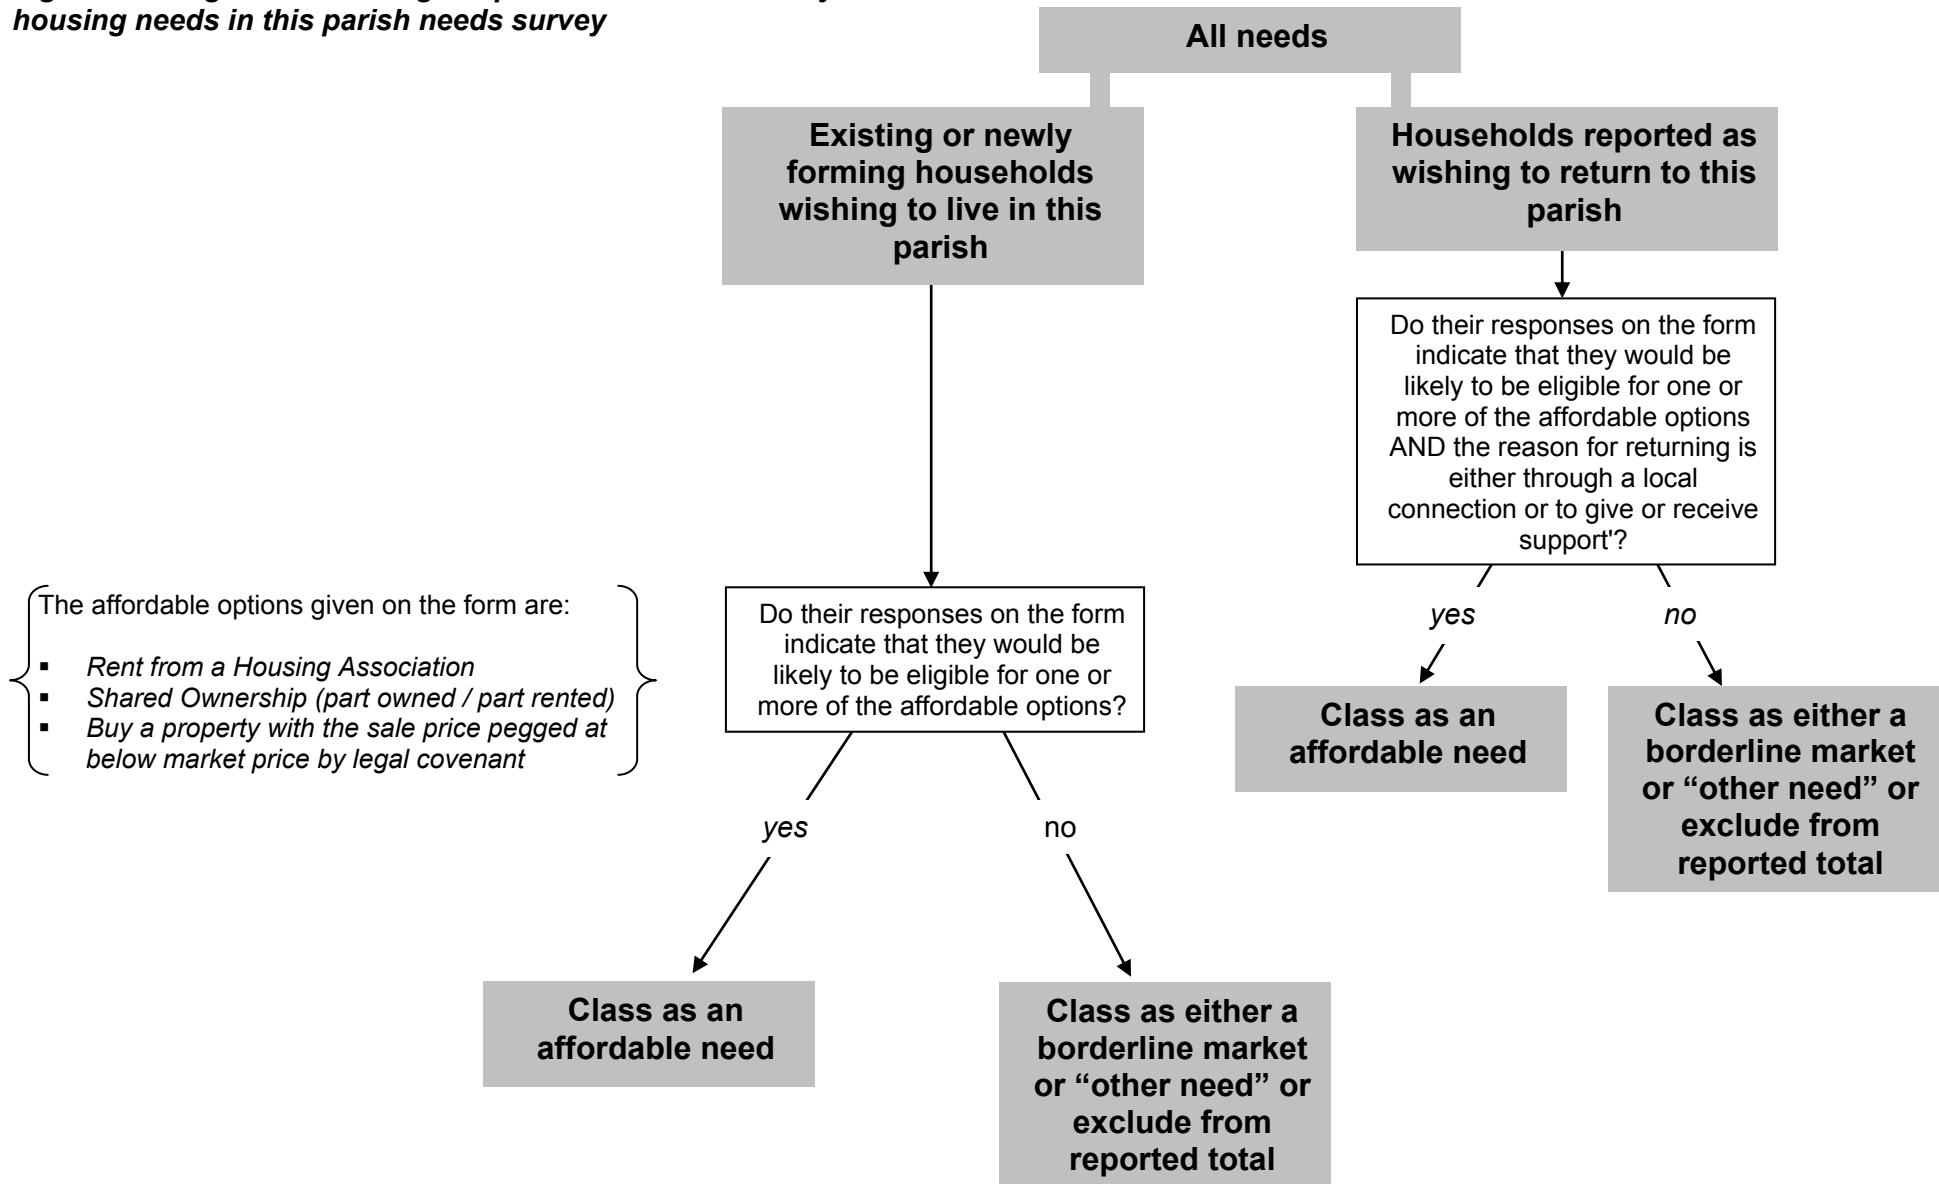 housing needs in this parish needs survey
All needs
Existing or newly
forming households
wishing to live in this
parish
Households reported as
wishing to return to this
parish
Do their responses on the form
indicate that they would be
likely to be eligible for one or
more of the affordable options
AND the reason for returning is
either through a local
connection or to give or receive
support'?
yes
no
Class as an
affordable need
Class as either a
borderline market
or “other need” or
exclude from
reported total
The affordable options given on the form are:
▪ Rent from a Housing Association
▪ Shared Ownership (part owned / part rented)
▪ Buy a property with the sale price pegged at
below market price by legal covenant
Do their responses on the form
indicate that they would be
likely to be eligible for one or
more of the affordable options?
yes
no
Class as an
affordable need
Class as either a
borderline market
or “other need” or
exclude from
reported total